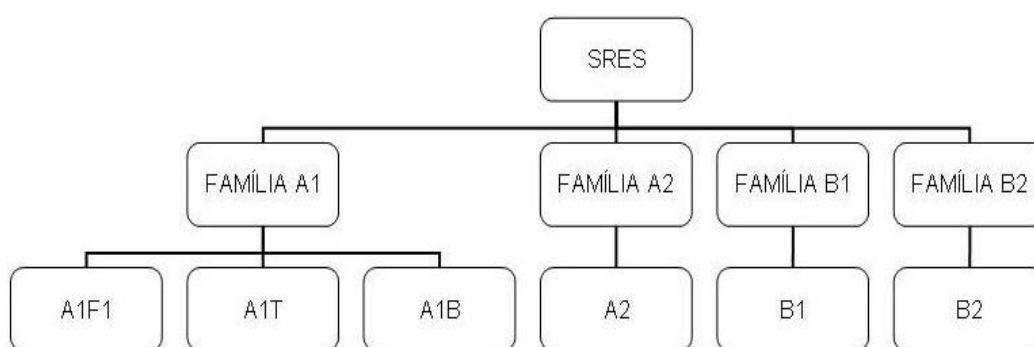 SRES
FAMÍLIA A1
FAMÍLIA A2
FAMÍLIA B1
FAMÍLIA B2
A1F1
A1T
A1B
A2
B1
B2